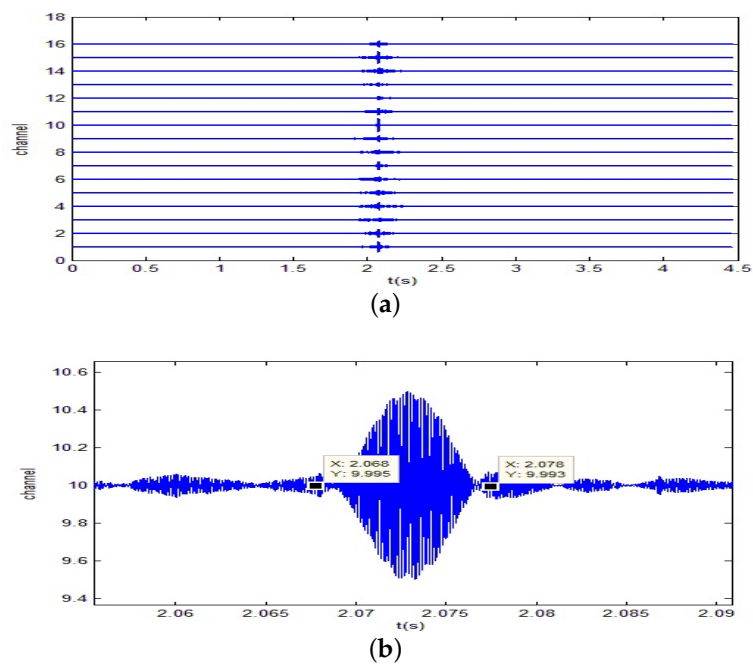 18
16
14
12
10
8
6
4
2
0
channel
0 0.5 1 1.5 2 2.5 3 3.5 4 4.5
t(s)
(a)
10.6
10.4
10.2
10
9.8
9.6
9.4
channel
X: 2.068
Y: 9.995
X: 2.078
Y: 9.993
2.06 2.065 2.07 2.075 2.08 2.085 2.09
t(s)
(b)